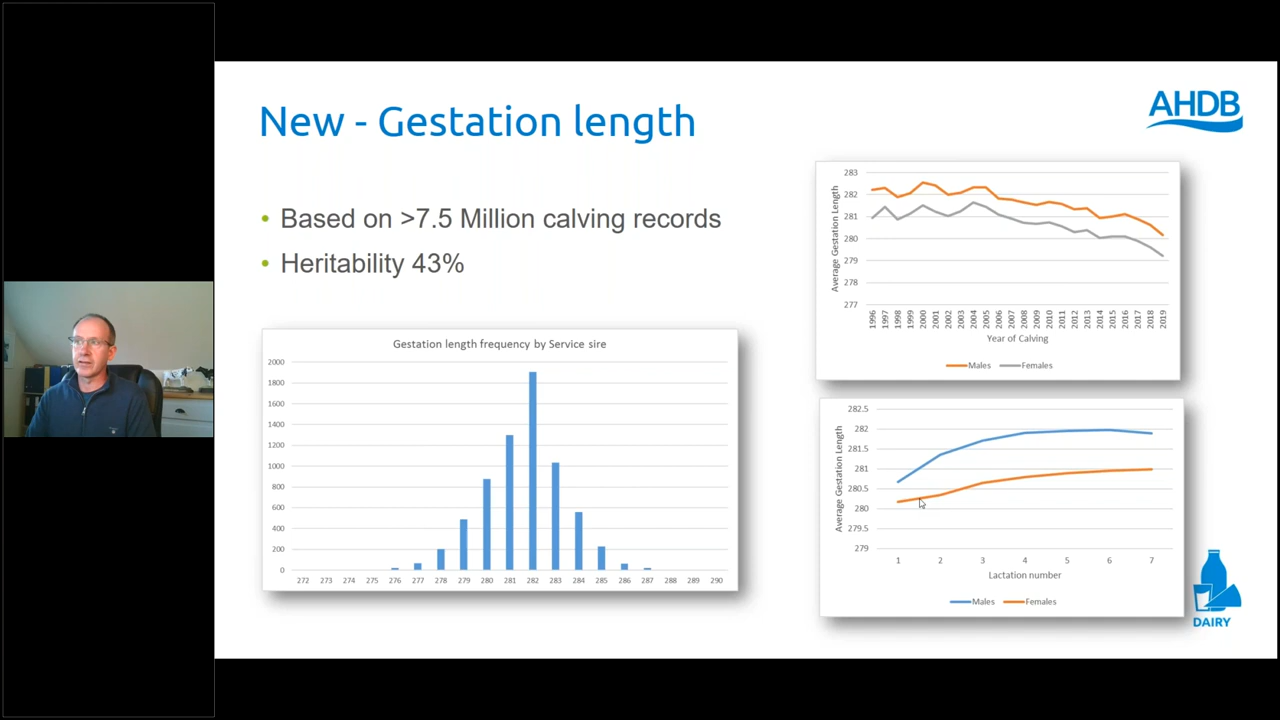 New - Gestation length
AHDB
• Based on >7.5 Million calving records
• Heritability 43%
Gestation length frequency by Service sire
2000
1800
1600
1400
1200
1000
800
600
400
200
0
272 273 274 275 276 277 278 279 280 281 282 283 284 285 286 287 288 289 290
Average Gestation Length
283
282
281
280
279
278
277
1996 1997 1998 1999 2000 2001 2002 2003 2004 2005 2006 2007 2008 2009 2010 2011 2012 2013 2014 2015 2016 2017 2018 2019
Year of Calving
Males Females
Average Gestation Length
282.5
282
281.5
281
280.5
280
279.5
279
1 2 3 4 5 6 7
Lactation number
Males Females
DAIRY